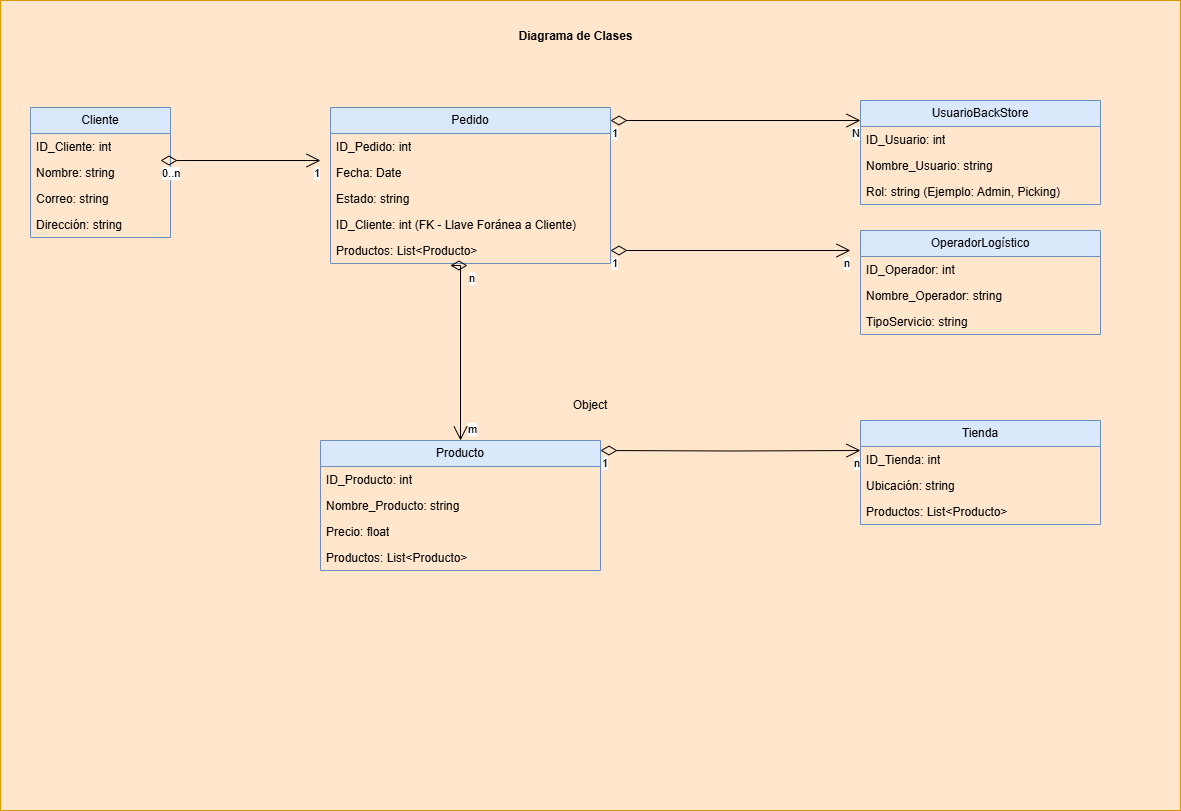 Diagrama de Clases
Cliente
ID_Cliente: int
Nombre: string
Correo: string
Dirección: string
0..n
1
Pedido
ID_Pedido: int
Fecha: Date
Estado: string
ID_Cliente: int (FK - Llave Foránea a Cliente)
Productos: List<Producto>
1
N
UsuarioBackStore
ID_Usuario: int
Nombre_Usuario: string
Rol: string (Ejemplo: Admin, Picking)
1
n
OperadorLogístico
ID_Operador: int
Nombre_Operador: string
TipoServicio: string
n
m
Object
Producto
ID_Producto: int
Nombre_Producto: string
Precio: float
Productos: List<Producto>
1
n
Tienda
ID_Tienda: int
Ubicación: string
Productos: List<Producto>